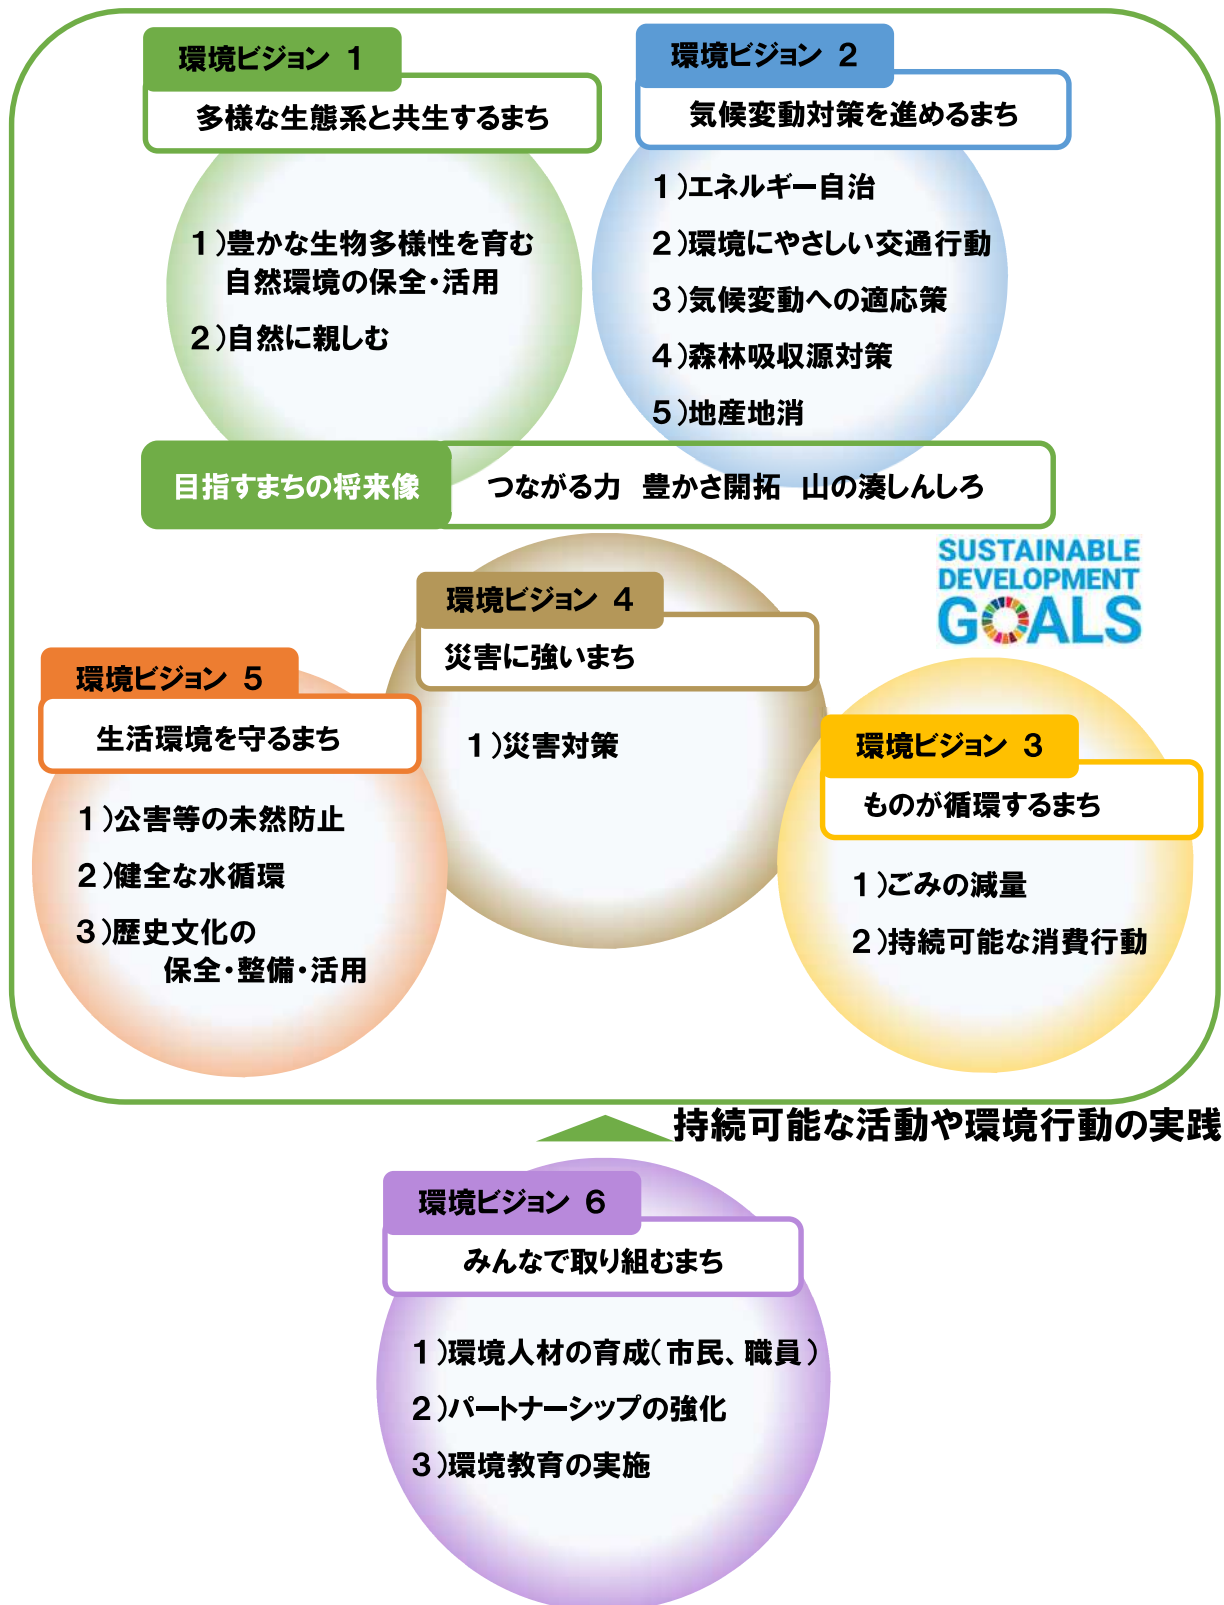 環境ビジョン 1
多様な生態系と共生するまち
1)豊かな生物多様性を育む
自然環境の保全・活用
2)自然に親しむ
環境ビジョン 2
気候変動対策を進めるまち
1)エネルギー自治
2)環境にやさしい交通行動
3)気候変動への適応策
4)森林吸収源対策
5)地産地消
目指すまちの将来像
つながる力 豊かさ開拓 山の湊しんしろ
SUSTAINABLE
DEVELOPMENT
GOALS
環境ビジョン 4
災害に強いまち
1)災害対策
環境ビジョン 5
生活環境を守るまち
1)公害等の未然防止
2)健全な水循環
3)歴史文化の
保全・整備・活用
環境ビジョン 3
ものが循環するまち
1)ごみの減量
2)持続可能な消費行動
持続可能な活動や環境行動の実践
環境ビジョン 6
みんなで取り組むまち
1)環境人材の育成(市民、職員)
2)パートナーシップの強化
3)環境教育の実施